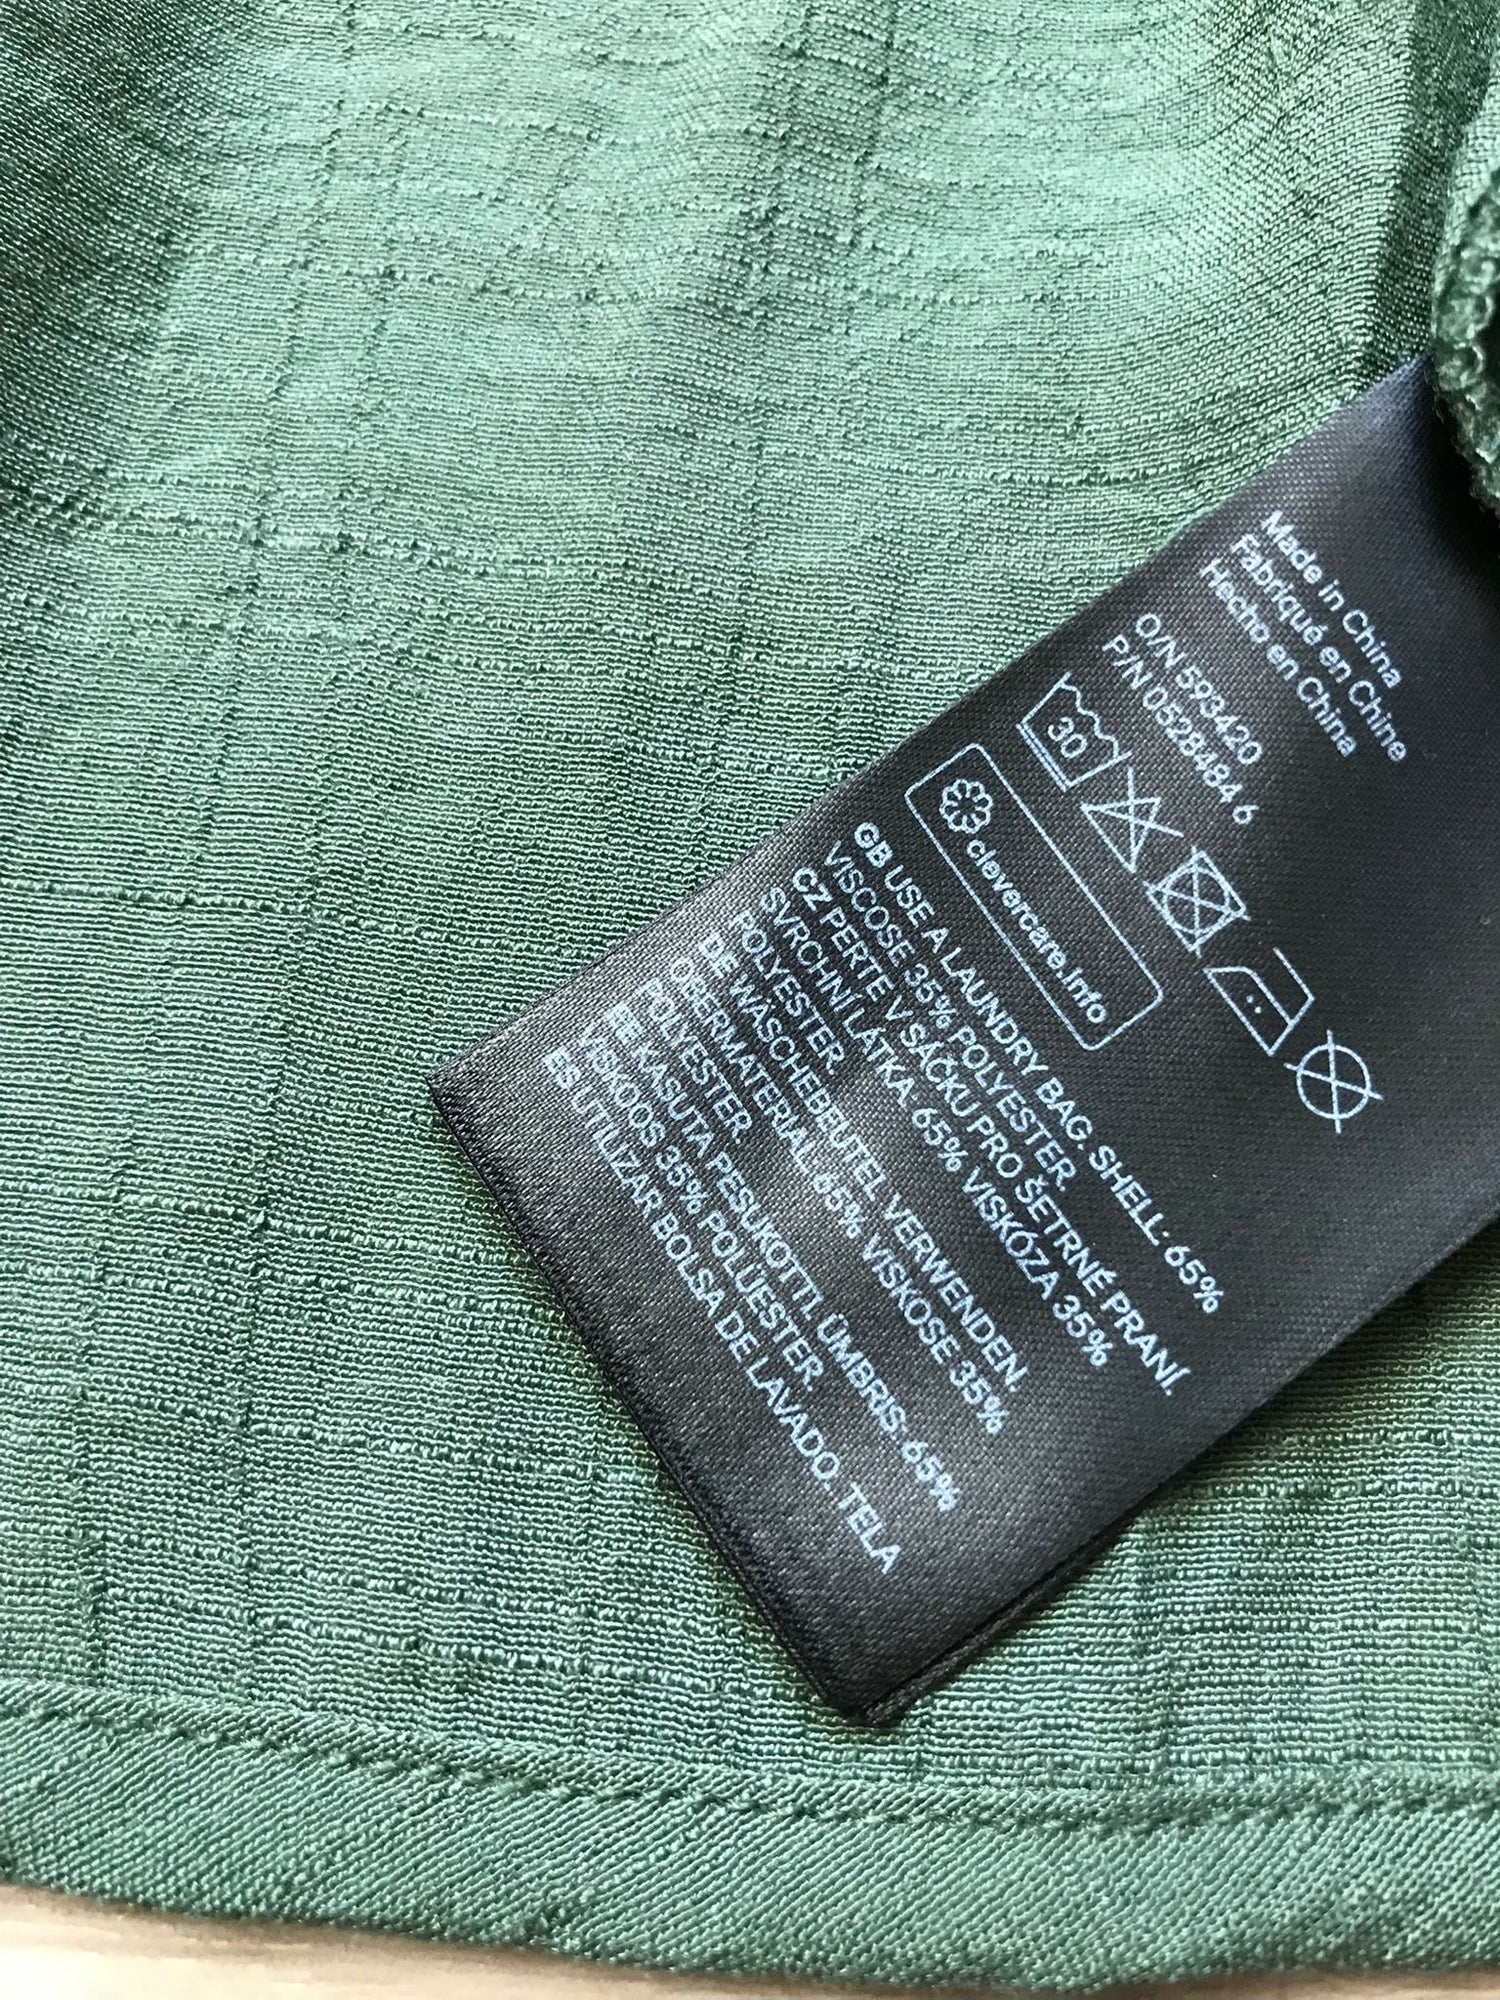 Made in China
Fabriqué en Chine
Hecho en China
O/N 593420
P/N 0528484 6
30
clevercare.info
GB USE A LAUNDRY BAG. SHELL: 65%
VISCOSE 35% POLYESTER.
CZ PERTE V SÁČKU PRO ŠETRNÉ PRANÍ.
SVRCHNÍ LÁTKA: 65% VISKÓZA 35%
POLYESTER.
DE WÄSCHEBEUTEL VERWENDEN.
OBERMATERIAL: 65% VISKOSE 35%
POLYESTER.
EE KASUTA PESUKOTTI. ÜMBRIS: 65%
VISKOOS 35% POLÜESTER.
ES UTILIZAR BOLSA DE LAVADO. TELA